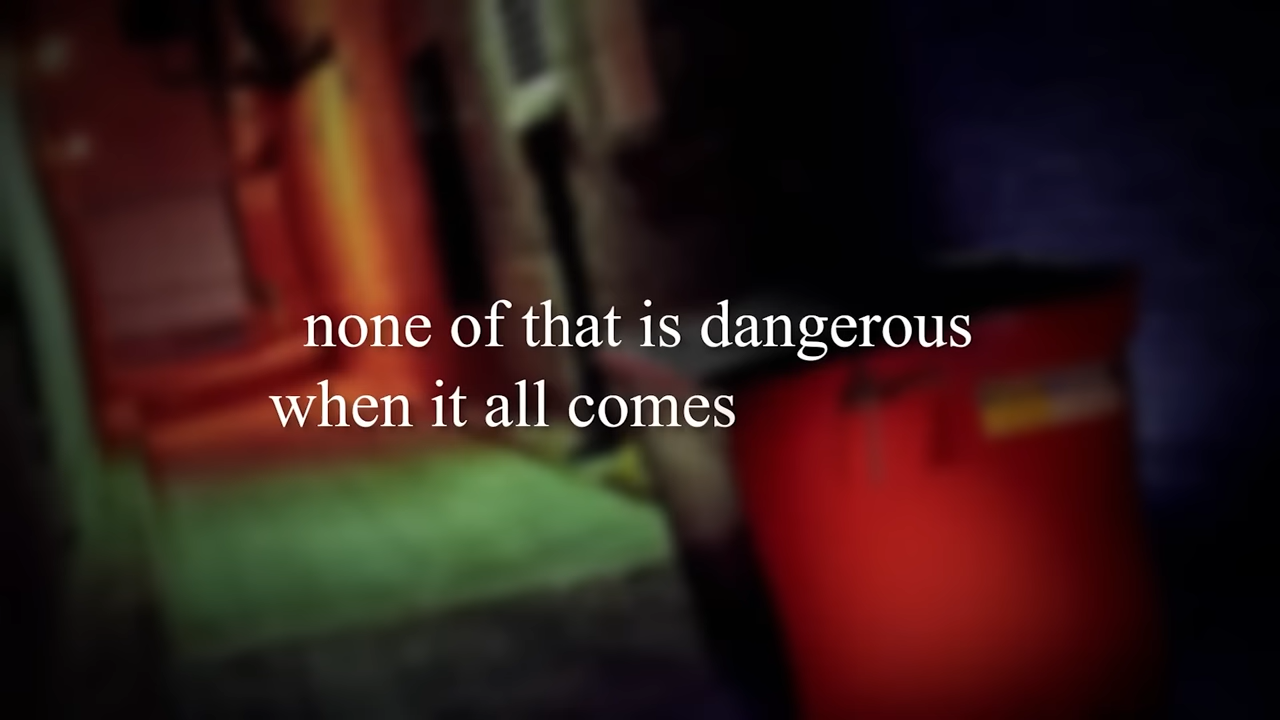 none of that is dangerous
when it all comes